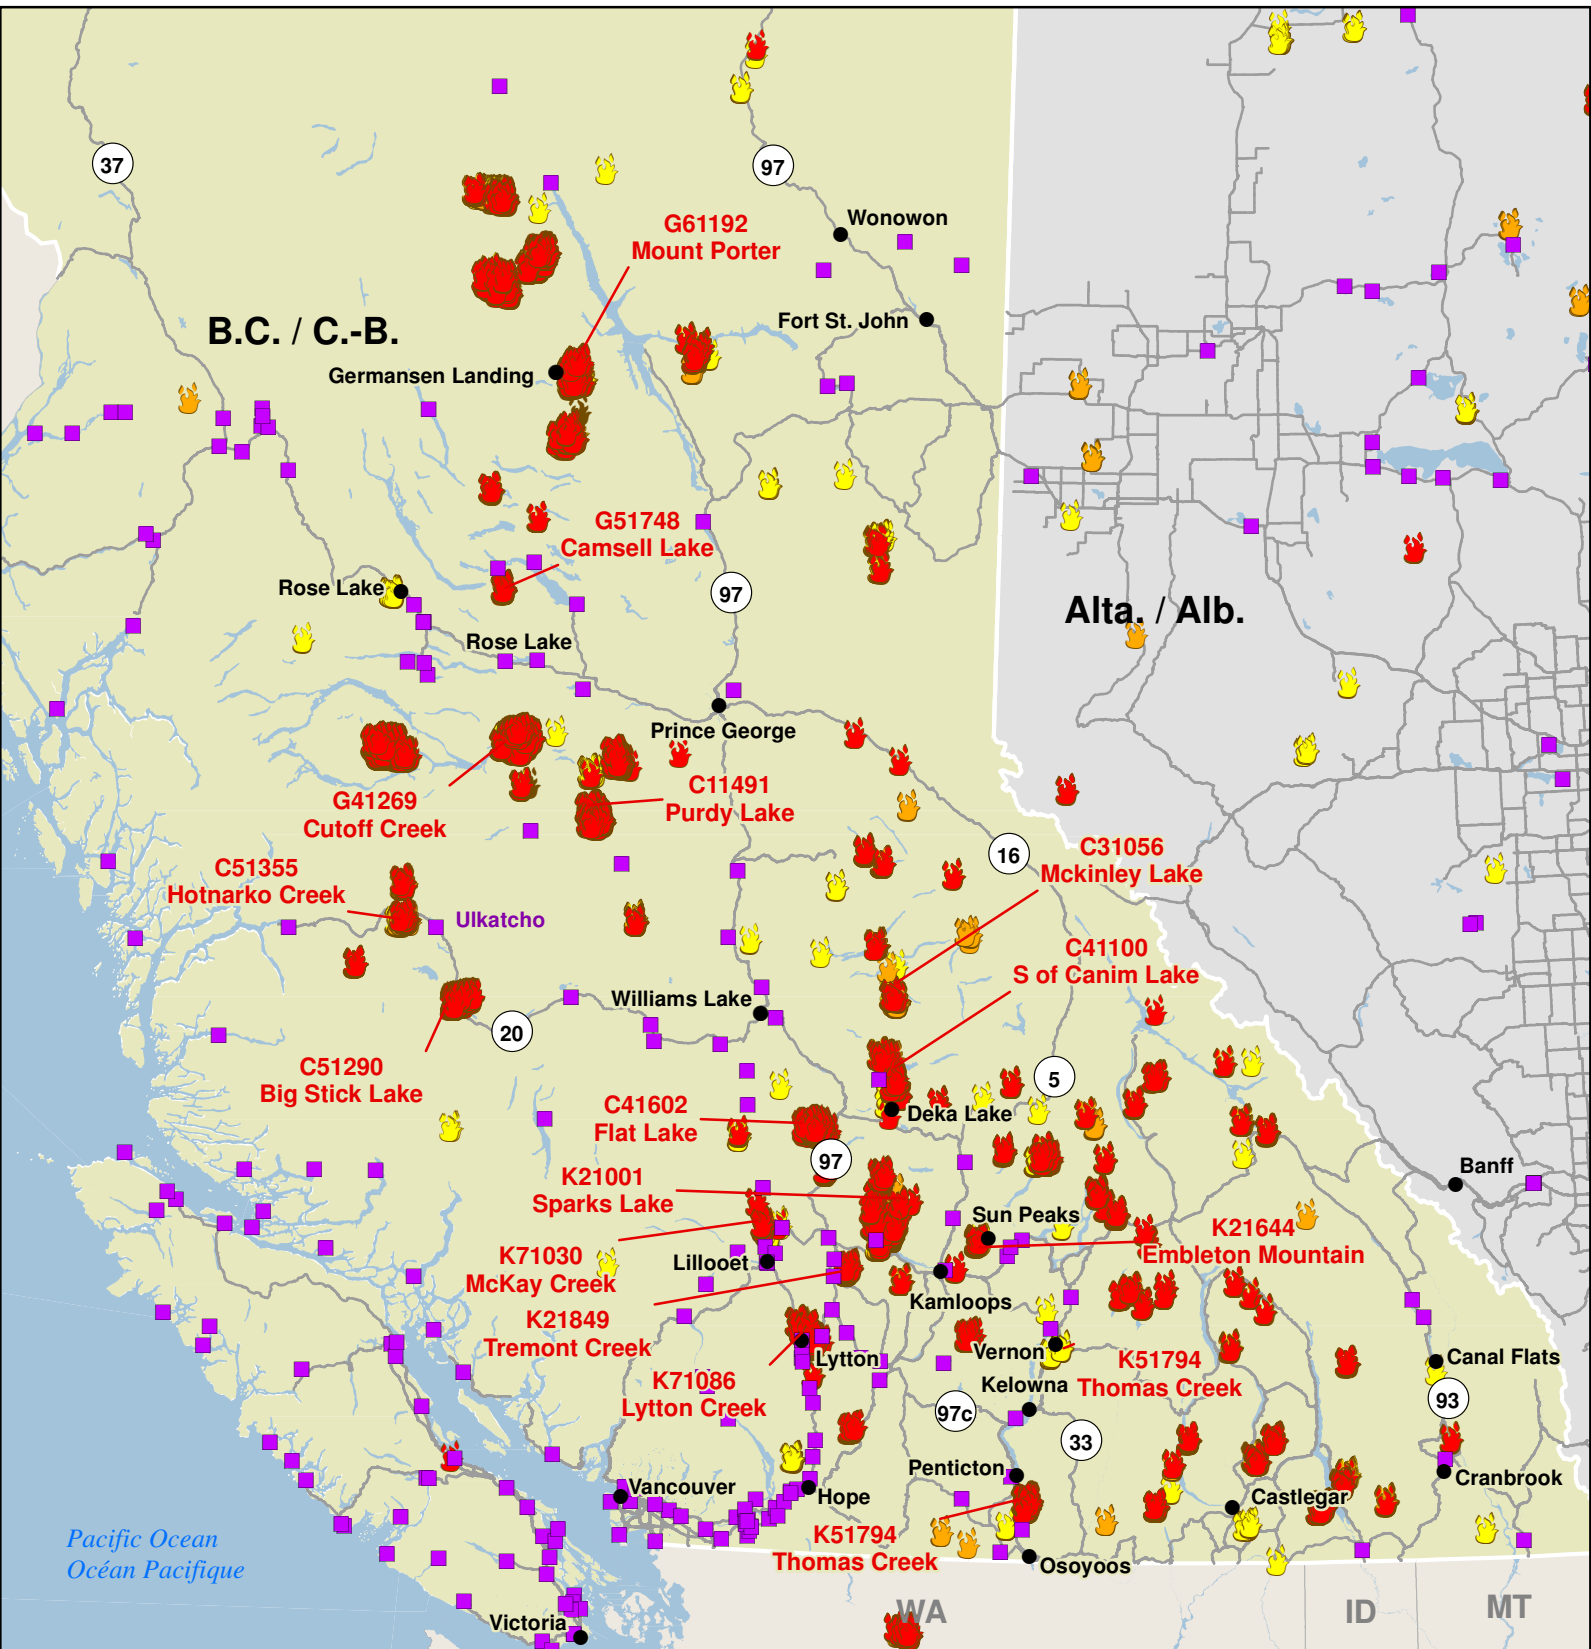 37
97
Wonowon
G61192
Mount Porter
Fort St. John
B.C. / C.-B.
Germansen Landing
G51748
Camsell Lake
Rose Lake
97
Alta. / Alb.
Rose Lake
Prince George
G41269
Cutoff Creek
C11491
Purdy Lake
16
C31056
Mckinley Lake
C51355
Hotnarko Creek
Ulkatcho
C41100
S of Canim Lake
Williams Lake
20
C51290
Big Stick Lake
5
C41602
Flat Lake
Deka Lake
97
Banff
K21001
Sparks Lake
Sun Peaks
K21644
Embleton Mountain
K71030
McKay Creek
Lillooet
Kamloops
K21849
Tremont Creek
Lytton
Vernon
K51794
Thomas Creek
Canal Flats
K71086
Lytton Creek
Kelowna
97c
93
33
Penticton
Cranbrook
Vancouver
Hope
Castlegar
K51794
Thomas Creek
Osoyoos
Pacific Ocean
Océan Pacifique
Victoria
WA
ID
MT